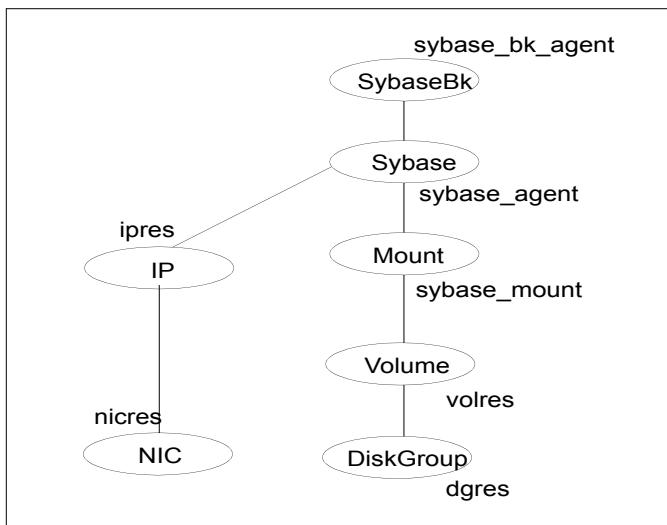 sybase_bk_agent
SybaseBk
Sybase
sybase_agent
ipres
IP
Mount
sybase_mount
Volume
volres
nicres
NIC
DiskGroup
dgres